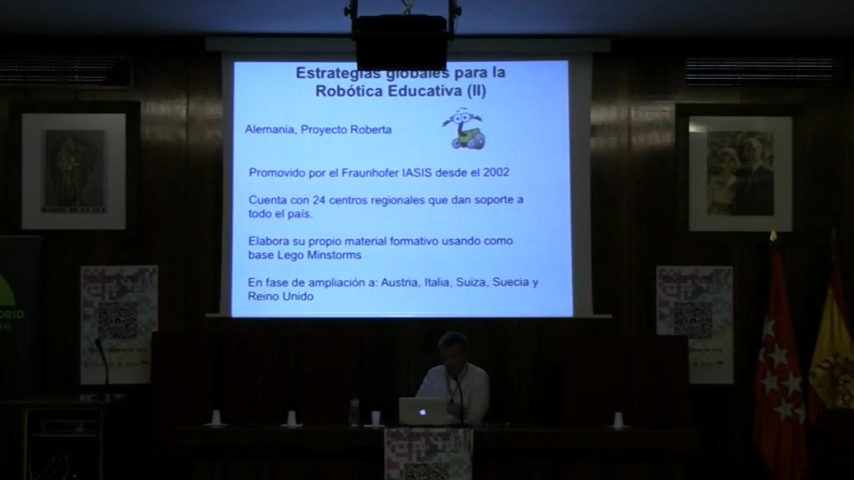 Estrategias globales para la
Robótica Educativa (II)
Alemania, Proyecto Roberta
Promovido por el Fraunhofer IASIS desde el 2002
Cuenta con 24 centros regionales que dan soporte a
todo el país.
Elabora su propio material formativo usando como
base Lego Minstorms
En fase de ampliación a: Austria, Italia, Suiza, Suecia y
Reino Unido